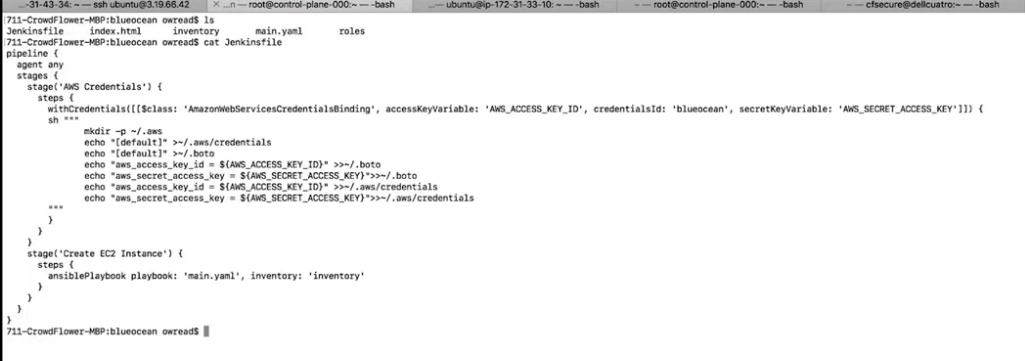 ...-31-43-34: ~ — ssh ubuntu@3.19.66.42 × ...n — root@control-plane-000:~ — -bash ...— ubuntu@ip-172-31-33-10: ~ — -bash ~ — root@control-plane-000:~ — -bash ~ — cfsecure@dellcuatro:~ — -bash
711-CrowdFlower-MBP:blueocean owread$ ls
Jenkinsfile index.html inventory main.yaml roles
711-CrowdFlower-MBP:blueocean owread$ cat Jenkinsfile
pipeline {
  agent any
  stages {
    stage('AWS Credentials') {
      steps {
        withCredentials([[$class: 'AmazonWebServicesCredentialsBinding', accessKeyVariable: 'AWS_ACCESS_KEY_ID', credentialsId: 'blueocean', secretKeyVariable: 'AWS_SECRET_ACCESS_KEY']]) {
        sh """
               mkdir -p ~/.aws
               echo "[default]" >~/.aws/credentials
               echo "[default]" >~/.boto
               echo "aws_access_key_id = ${AWS_ACCESS_KEY_ID}" >>~/.boto
               echo "aws_secret_access_key = ${AWS_SECRET_ACCESS_KEY}">>~/.boto
               echo "aws_access_key_id = ${AWS_ACCESS_KEY_ID}" >>~/.aws/credentials
               echo "aws_secret_access_key = ${AWS_SECRET_ACCESS_KEY}">>~/.aws/credentials
        """
        }
      }
    }
    stage('Create EC2 Instance') {
      steps {
        ansiblePlaybook playbook: 'main.yaml', inventory: 'inventory'
      }
    }
  }
}
711-CrowdFlower-MBP:blueocean owread$